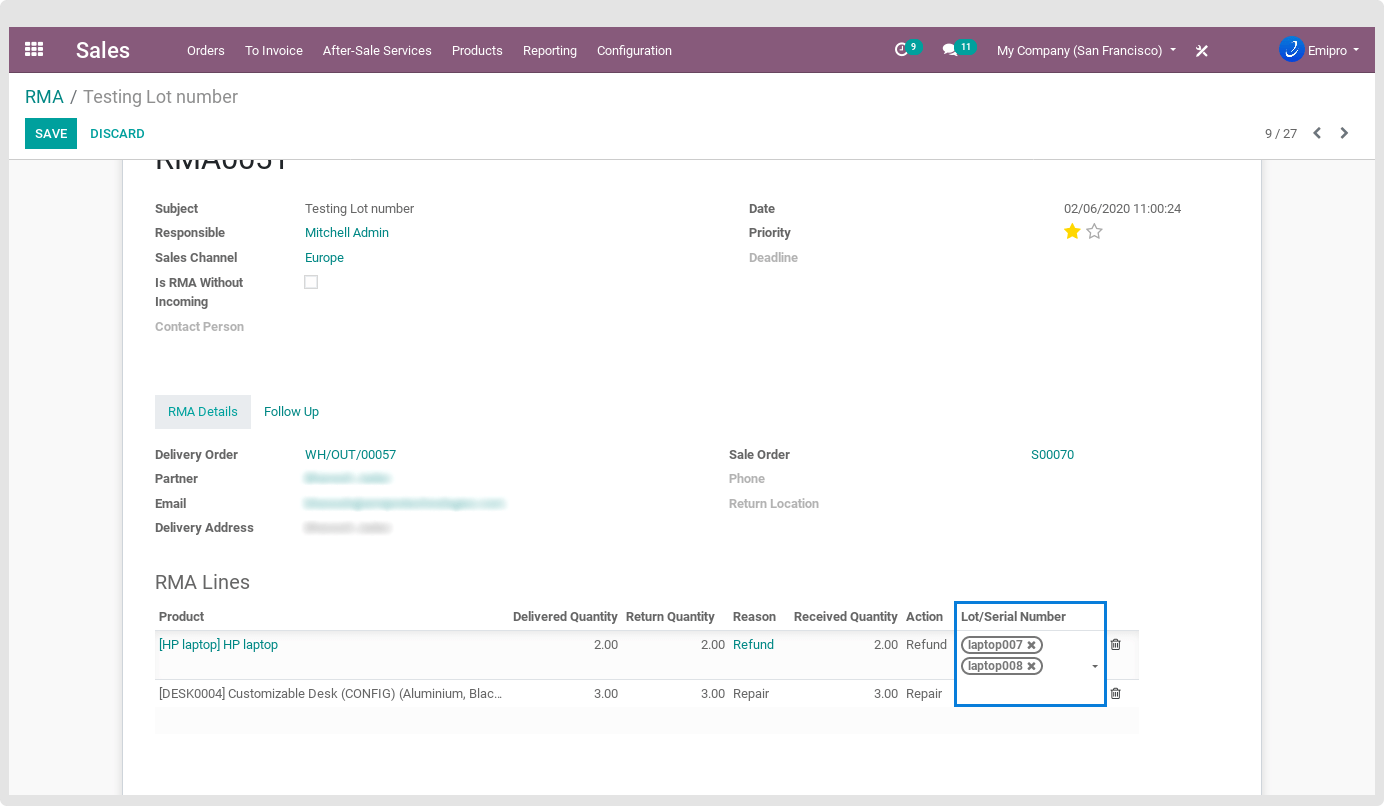 Sales Orders To Invoice After-Sale Services Products Reporting Configuration 9 11 My Company (San Francisco) Emipro
RMA / Testing Lot number
SAVE DISCARD 9 / 27
RMA0051
Subject Testing Lot number Date 02/06/2020 11:00:24
Responsible Mitchell Admin Priority
Sales Channel Europe Deadline
Is RMA Without
Incoming
Contact Person
RMA Details Follow Up
Delivery Order WH/OUT/00057 Sale Order S00070
Partner Phone
Email Return Location
Delivery Address
RMA Lines
Product Delivered Quantity Return Quantity Reason Received Quantity Action Lot/Serial Number
[HP laptop] HP laptop 2.00 2.00 Refund 2.00 Refund laptop007
laptop008
[DESK0004] Customizable Desk (CONFIG) (Aluminium, Blac... 3.00 3.00 Repair 3.00 Repair